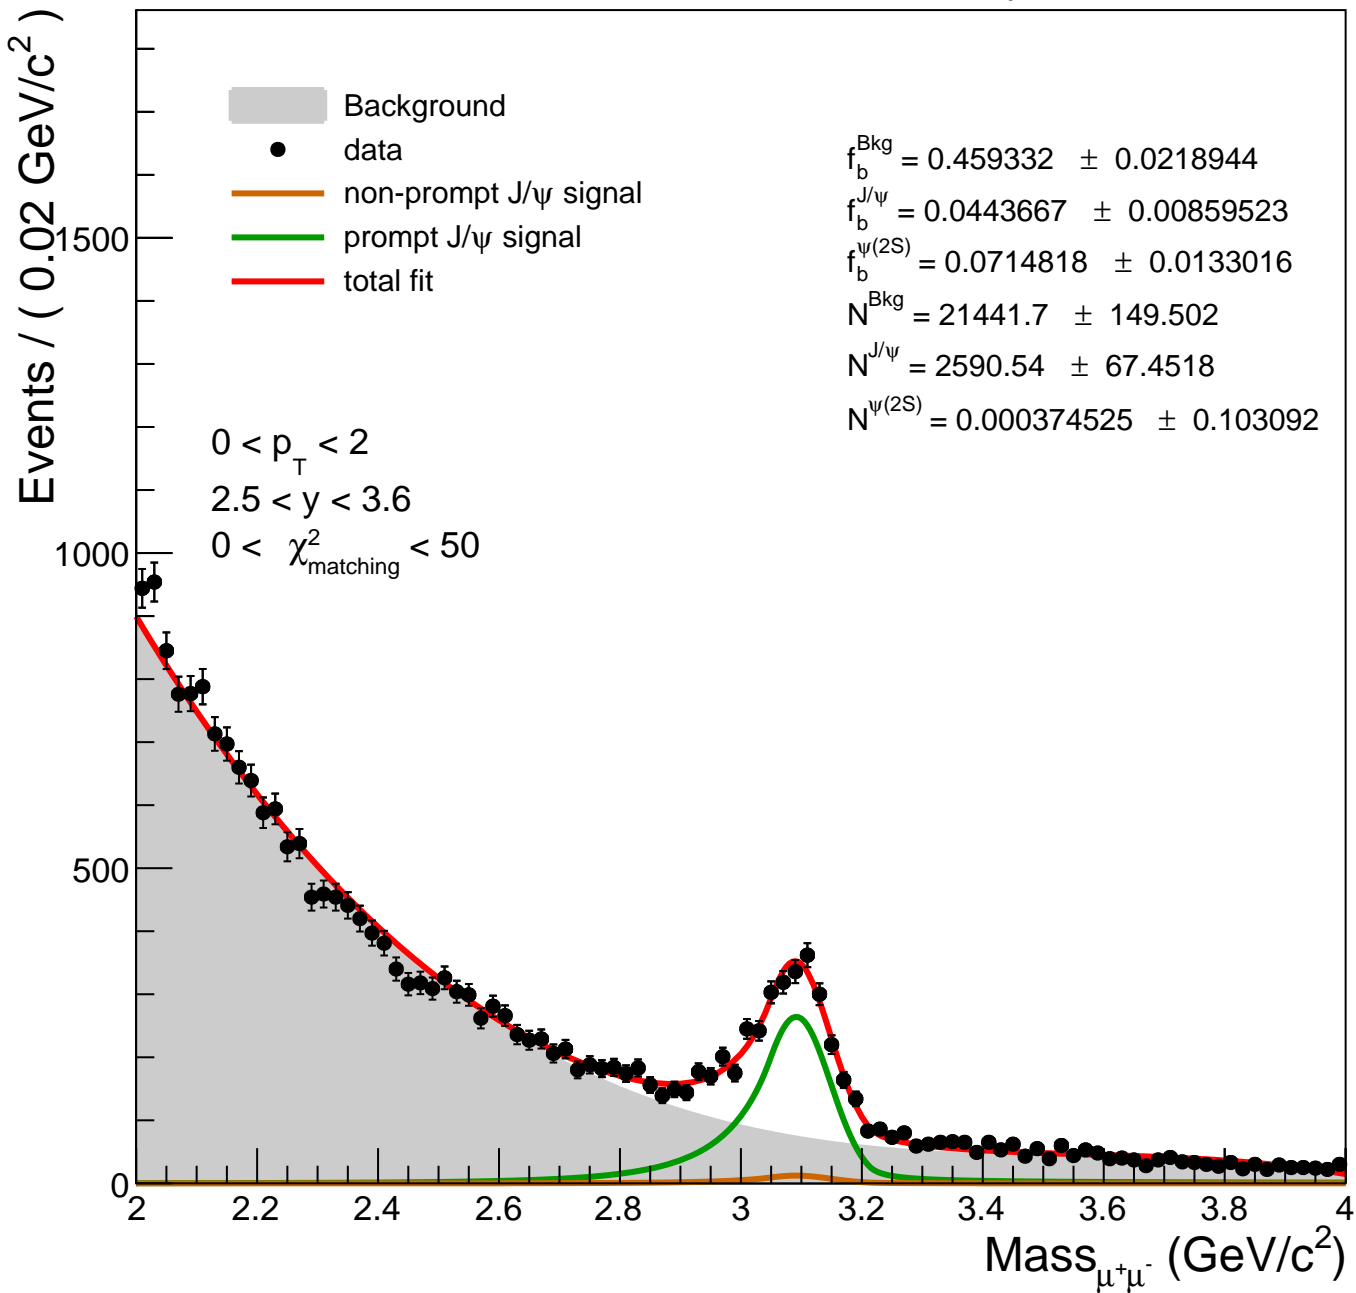 Events / ( 0.02 GeV/c²)
Background
data
non-prompt J/ψ signal
prompt J/ψ signal
total fit
f_b^Bkg = 0.459332 ± 0.0218944
f_b^J/ψ = 0.0443667 ± 0.00859523
f_b^ψ(2S) = 0.0714818 ± 0.0133016
N^Bkg = 21441.7 ± 149.502
N^J/ψ = 2590.54 ± 67.4518
N^ψ(2S) = 0.000374525 ± 0.103092
0 < p_T < 2
2.5 < y < 3.6
0 < χ²_matching < 50
1500
1000
500
0
2 2.2 2.4 2.6 2.8 3 3.2 3.4 3.6 3.8 4
Mass_μ⁺μ⁻ (GeV/c²)